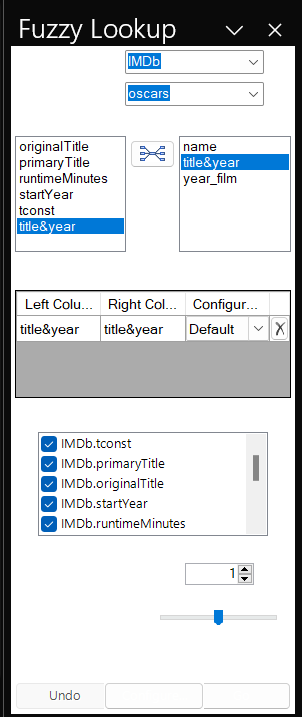 Fuzzy Lookup
IMDb
oscars
originalTitle
primaryTitle
runtimeMinutes
startYear
tconst
title&year
name
title&year
year_film
Left Colu... Right Col... Configur...
title&year title&year Default X
IMDb.tconst
IMDb.primaryTitle
IMDb.originalTitle
IMDb.startYear
IMDb.runtimeMinutes
1
Undo